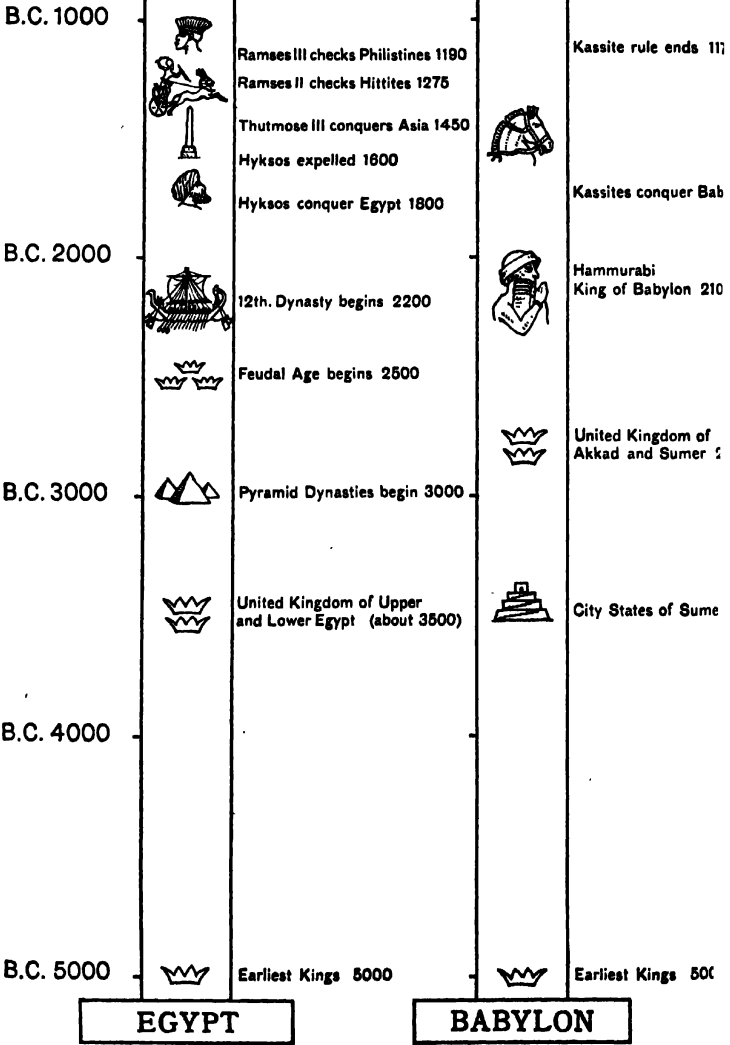 B.C. 1000
Ramses III checks Philistines 1190
Kassite rule ends
Ramses II checks Hittites 1275
Thutmose III conquers Asia 1450
Hyksos expelled 1600
Kassites conquer
Hyksos conquer Egypt 1800
B.C. 2000
Hammurabi
King of Babylon
12th. Dynasty begins 2200
Feudal Age begins 2500
United Kingdom of
Akkad and Sumer
B.C. 3000
Pyramid Dynasties begin 3000
United Kingdom of Upper
and Lower Egypt (about 3500)
City States of
B.C. 4000
B.C. 5000
Earliest Kings 5000
Earliest Kings
EGYPT
BABYLON